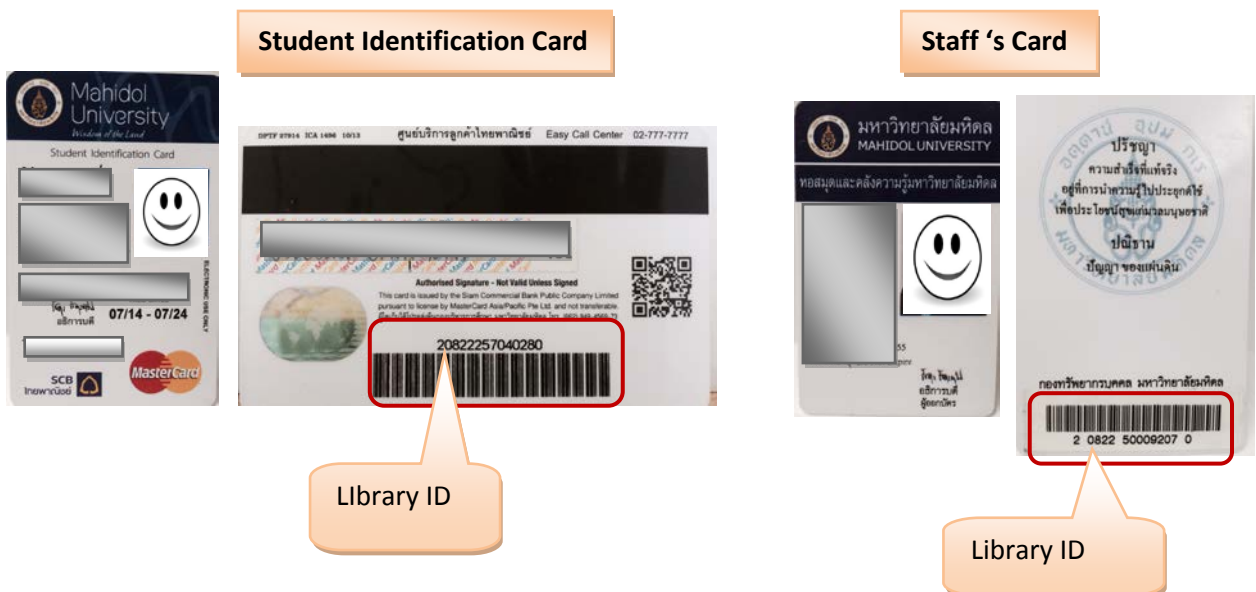 Student Identification Card
Staff ‘s Card
Mahidol
University
Wisdom of the Land
Student Identification Card
ELECTRONIC USE ONLY
อธิการบดี
07/14 - 07/24
SCB
ไทยพาณิชย์
MasterCard
DPTF 27914 ICA 1496 10/13 ศูนย์บริการลูกค้าไทยพาณิชย์ Easy Call Center 02-777-7777
Authorised Signature - Not Valid Unless Signed
This card is issued by the Siam Commercial Bank Public Company Limited
pursuant to license by MasterCard Asia/Pacific Pte Ltd. and not transferable.
20822257040280
LIbrary ID
มหาวิทยาลัยมหิดล
MAHIDOL UNIVERSITY
หอสมุดและคลังความรู้มหาวิทยาลัยมหิดล
55
อธิการบดี
ผู้ออกบัตร
ปรัชญา
ความสำเร็จที่แท้จริง
อยู่ที่การนำความรู้ไปประยุกต์ใช้
เพื่อประโยชน์สุขแก่มวลมนุษยชาติ
ปณิธาน
ปัญญา ของแผ่นดิน
กองทรัพยากรบุคคล มหาวิทยาลัยมหิดล
2 0822 50009207 0
Library ID